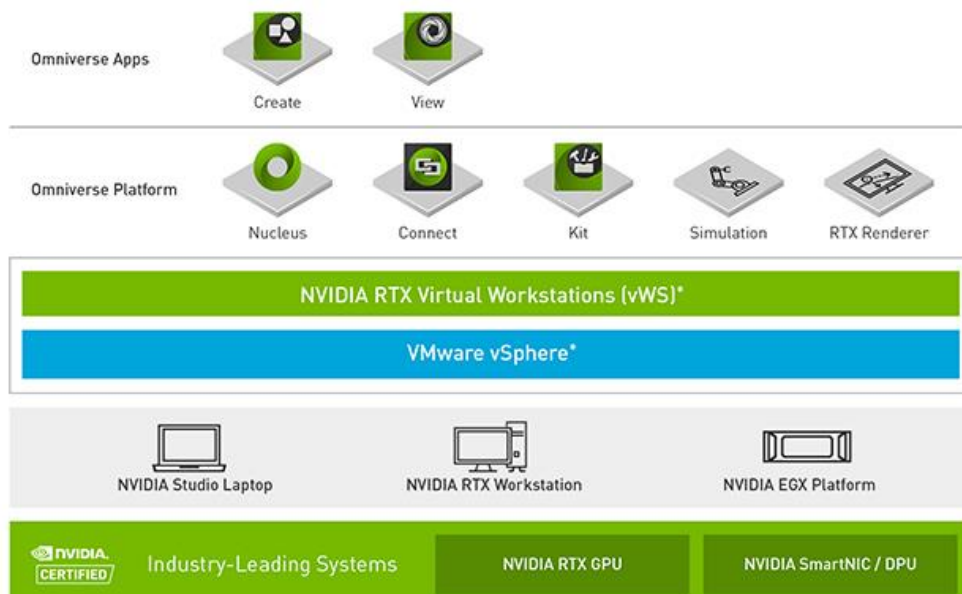 Omniverse Apps
Create
View
Omniverse Platform
Nucleus
Connect
Kit
Simulation
RTX Renderer
NVIDIA RTX Virtual Workstations (vWS)*
VMware vSphere*
NVIDIA Studio Laptop
NVIDIA RTX Workstation
NVIDIA EGX Platform
NVIDIA.
CERTIFIED
Industry-Leading Systems
NVIDIA RTX GPU
NVIDIA SmartNIC / DPU